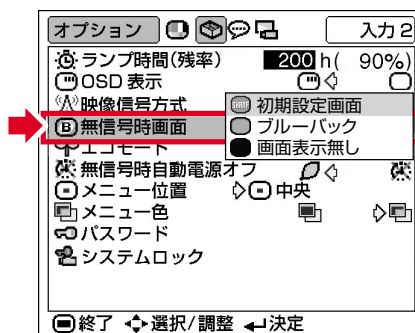 オプション 入力 2
ランプ時間(残率) 200 h( 90%)
OSD 表示
映像信号方式
初期設定画面
B 無信号時画面
ブルーバック
エコモード
画面表示無し
無信号時自動電源オフ
メニュー位置 中央
メニュー色
パスワード
システムロック
終了 選択/調整 決定